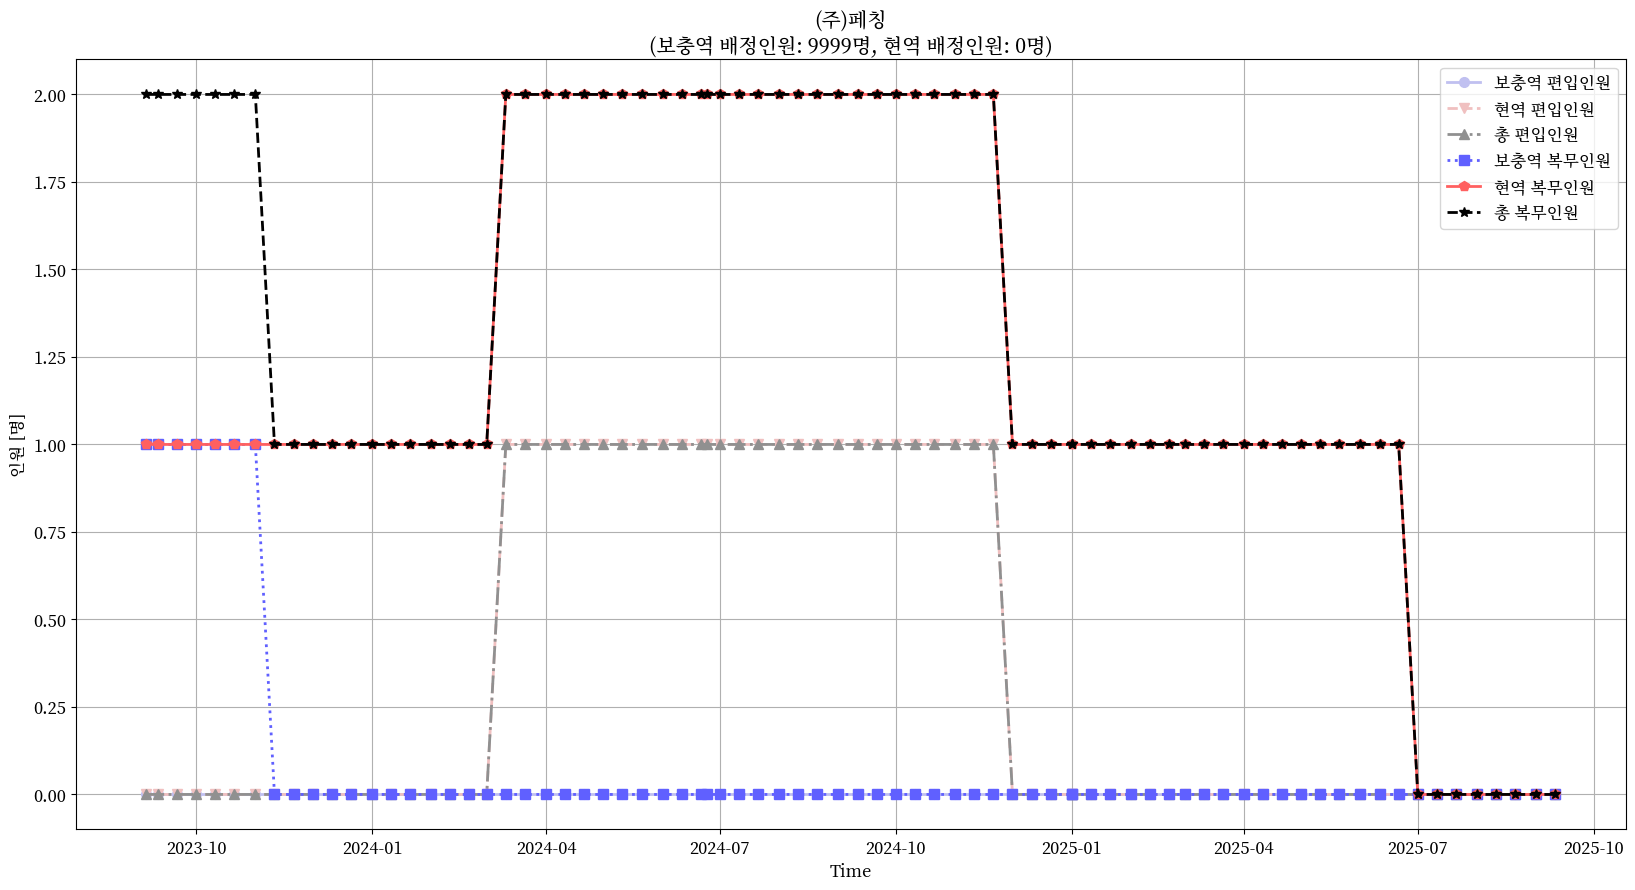 (주)페칭
(보충역 배정인원: 9999명, 현역 배정인원: 0명)
인원 [명]
2.00
1.75
1.50
1.25
1.00
0.75
0.50
0.25
0.00
보충역 편입인원
현역 편입인원
총 편입인원
보충역 복무인원
현역 복무인원
총 복무인원
2023-10
2024-01
2024-04
2024-07
2024-10
2025-01
2025-04
2025-07
2025-10
Time